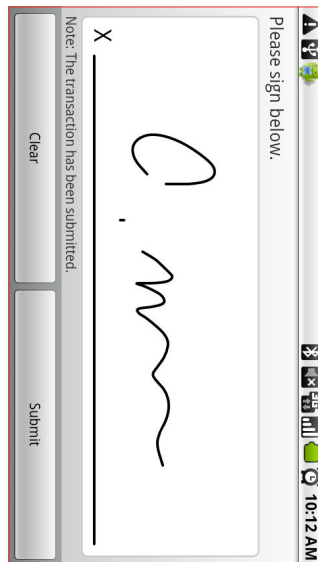 10:12 AM
Please sign below.
X
Note: The transaction has been submitted.
Clear
Submit